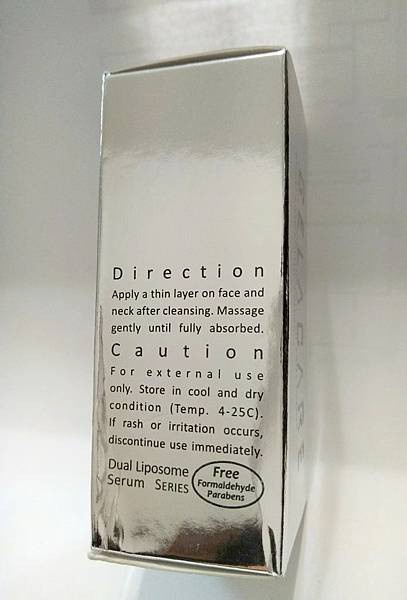 Direction
Apply a thin layer on face and
neck after cleansing. Massage
gently until fully absorbed.
Caution
For external use
only. Store in cool and dry
condition (Temp. 4-25C).
If rash or irritation occurs,
discontinue use immediately.
Dual Liposome
Serum SERIES
Free
Formaldehyde
Parabens